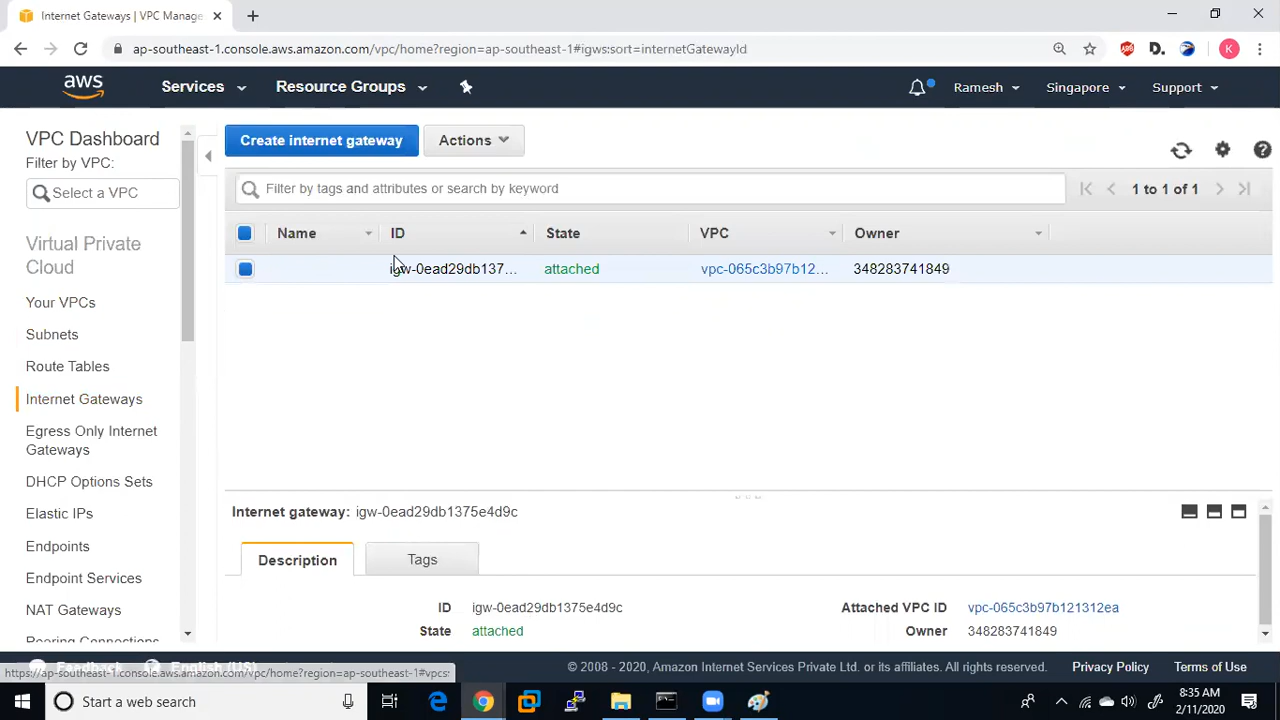 Internet Gateways | VPC Manage
ap-southeast-1.console.aws.amazon.com/vpc/home?region=ap-southeast-1#igws:sort=internetGatewayId
ABP
D.
K
aws
Services
Resource Groups
Ramesh
Singapore
Support
VPC Dashboard
Filter by VPC:
Select a VPC
Virtual Private
Cloud
Your VPCs
Subnets
Route Tables
Internet Gateways
Egress Only Internet
Gateways
DHCP Options Sets
Elastic IPs
Endpoints
Endpoint Services
NAT Gateways
Peering Connections
Create internet gateway
Actions
Filter by tags and attributes or search by keyword
1 to 1 of 1
Name
ID
State
VPC
Owner
igw-0ead29db137...
attached
vpc-065c3b97b12...
348283741849
Internet gateway: igw-0ead29db1375e4d9c
Description
Tags
ID
igw-0ead29db1375e4d9c
Attached VPC ID
vpc-065c3b97b121312ea
State
attached
Owner
348283741849
Feedback
English (US)
https://ap-southeast-1.console.aws.amazon.com/vpc/home?region=ap-southeast-1#vpcs:
© 2008 - 2020, Amazon Internet Services Private Ltd. or its affiliates. All rights reserved.
Privacy Policy
Terms of Use
Start a web search
8:35 AM
2/11/2020